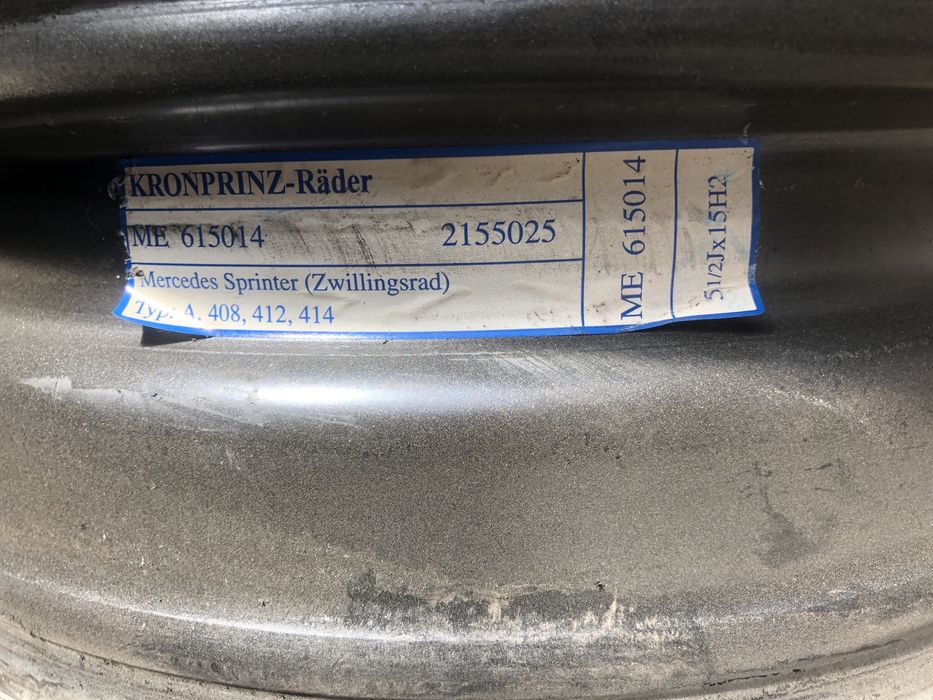 KRONPRINZ-Räder
ME 615014 2155025
Mercedes Sprinter (Zwillingsrad)
Typ: A, 408, 412, 414
ME 615014
51/2Jx15H2